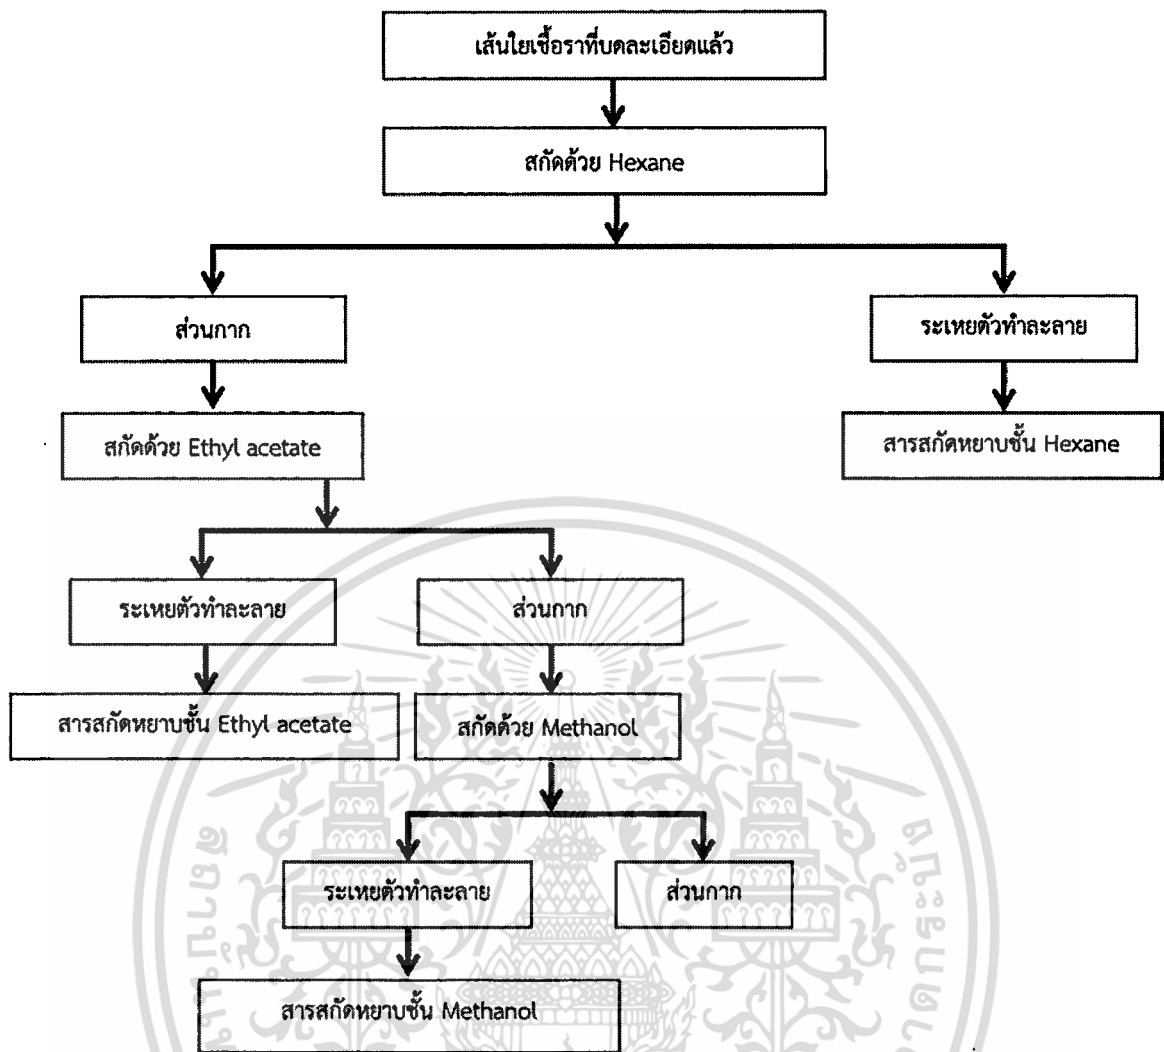 เส้นใยเชื้อราที่บดละเอียดแล้ว
สกัดด้วย Hexane
ส่วนกาก
ระเหยตัวทำละลาย
สกัดด้วย Ethyl acetate
สารสกัดหยาบชั้น Hexane
ระเหยตัวทำละลาย
ส่วนกาก
สารสกัดหยาบชั้น Ethyl acetate
สกัดด้วย Methanol
ระเหยตัวทำละลาย
ส่วนกาก
สารสกัดหยาบชั้น Methanol